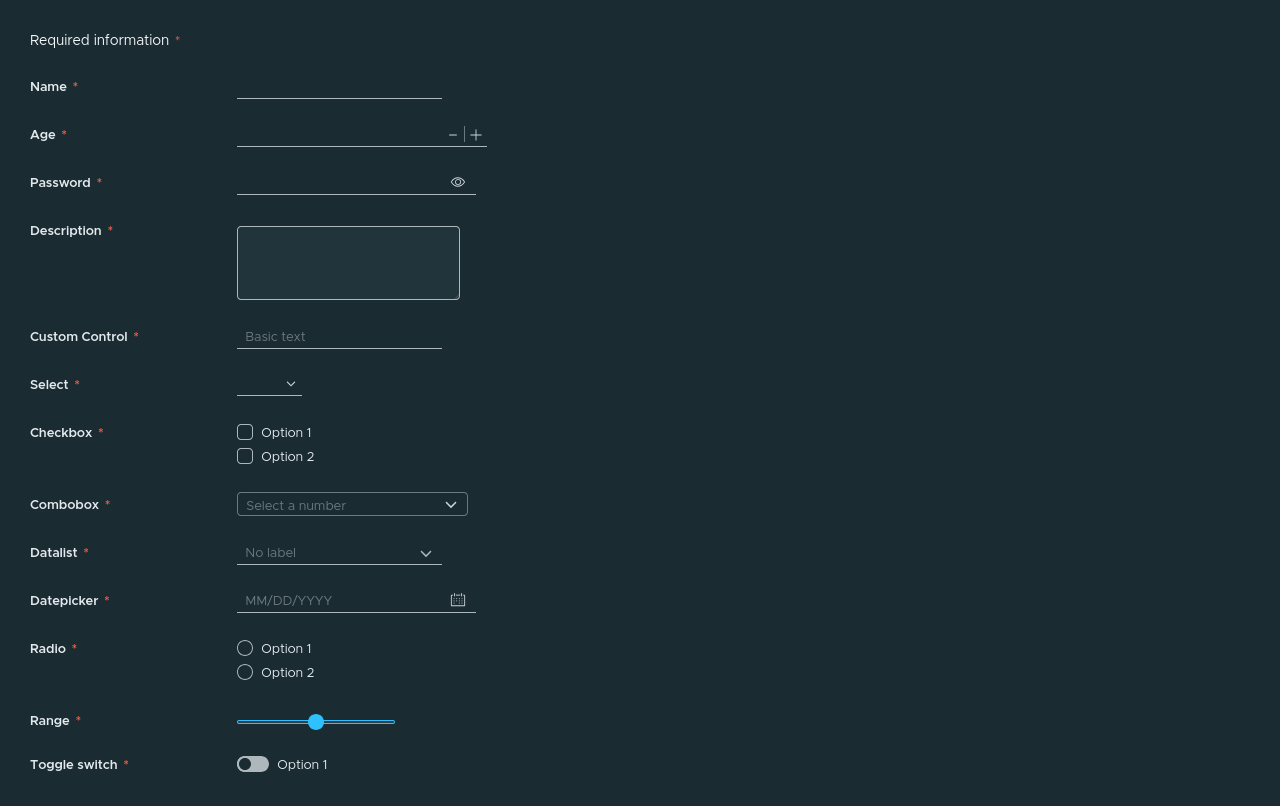 Required information *
Name *
Age *
Password *
Description *
Custom Control * Basic text
Select *
Checkbox * Option 1
Option 2
Combobox * Select a number
Datalist * No label
Datepicker * MM/DD/YYYY
Radio * Option 1
Option 2
Range *
Toggle switch * Option 1